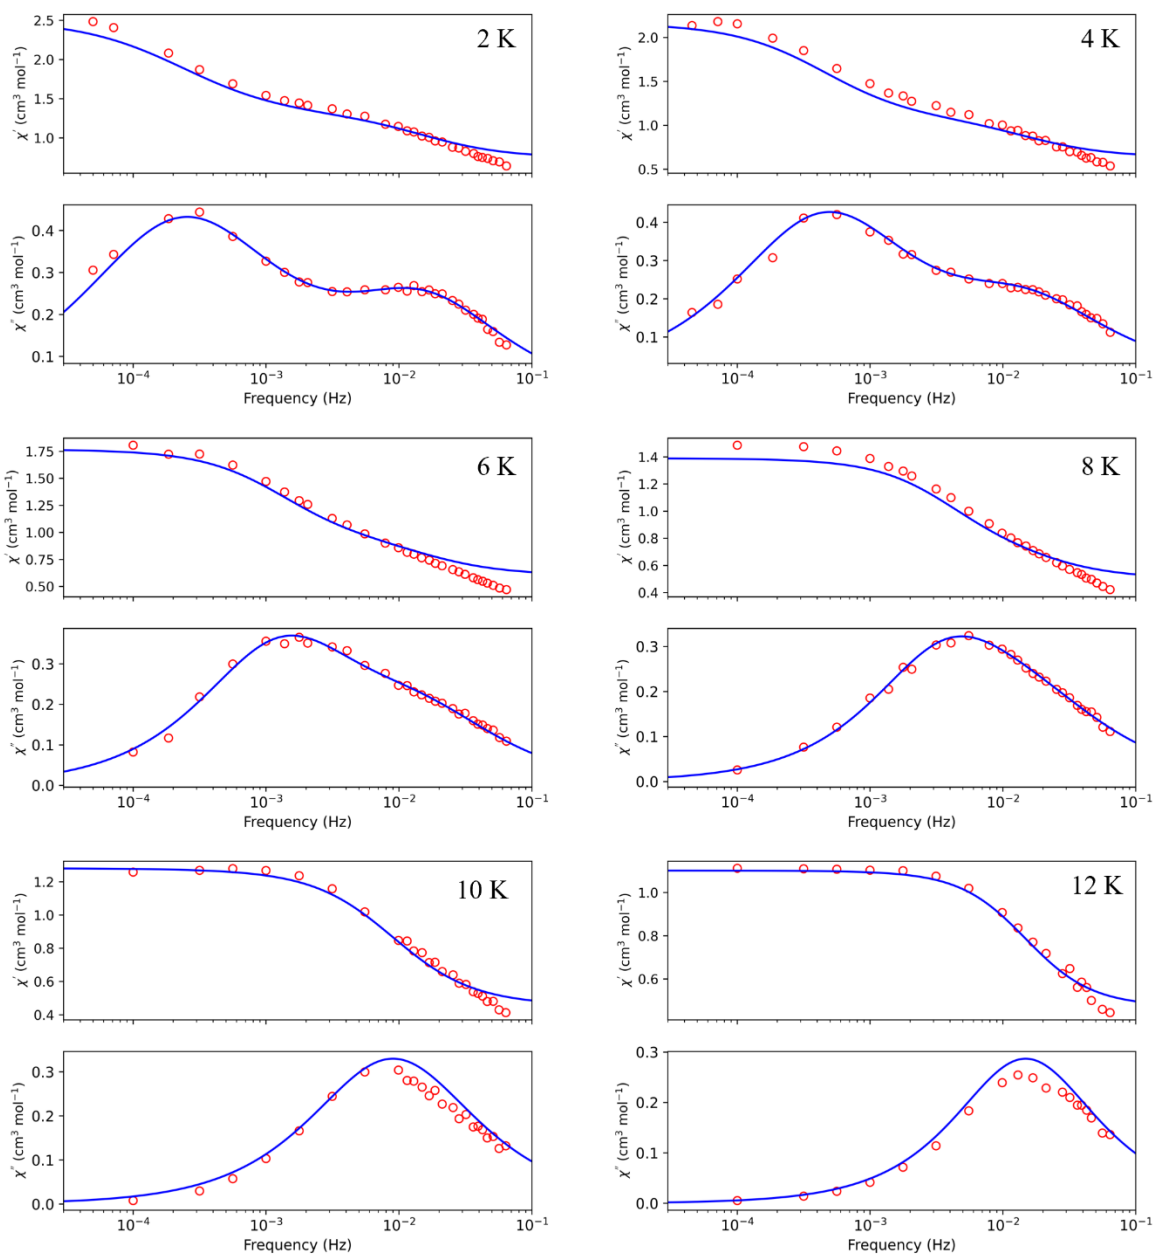 2 K
2.5
2.0
1.5
1.0
χ′ (cm³ mol⁻¹)
0.4
0.3
0.2
0.1
χ″ (cm³ mol⁻¹)
10⁻⁴ 10⁻³ 10⁻² 10⁻¹
Frequency (Hz)
4 K
2.0
1.5
1.0
0.5
χ′ (cm³ mol⁻¹)
0.4
0.3
0.2
0.1
χ″ (cm³ mol⁻¹)
10⁻⁴ 10⁻³ 10⁻² 10⁻¹
Frequency (Hz)
6 K
1.75
1.50
1.25
1.00
0.75
0.50
χ′ (cm³ mol⁻¹)
0.3
0.2
0.1
0.0
χ″ (cm³ mol⁻¹)
10⁻⁴ 10⁻³ 10⁻² 10⁻¹
Frequency (Hz)
8 K
1.4
1.2
1.0
0.8
0.6
0.4
χ′ (cm³ mol⁻¹)
0.3
0.2
0.1
0.0
χ″ (cm³ mol⁻¹)
10⁻⁴ 10⁻³ 10⁻² 10⁻¹
Frequency (Hz)
10 K
1.2
1.0
0.8
0.6
0.4
χ′ (cm³ mol⁻¹)
0.3
0.2
0.1
0.0
χ″ (cm³ mol⁻¹)
10⁻⁴ 10⁻³ 10⁻² 10⁻¹
Frequency (Hz)
12 K
1.0
0.8
0.6
χ′ (cm³ mol⁻¹)
0.3
0.2
0.1
0.0
χ″ (cm³ mol⁻¹)
10⁻⁴ 10⁻³ 10⁻² 10⁻¹
Frequency (Hz)